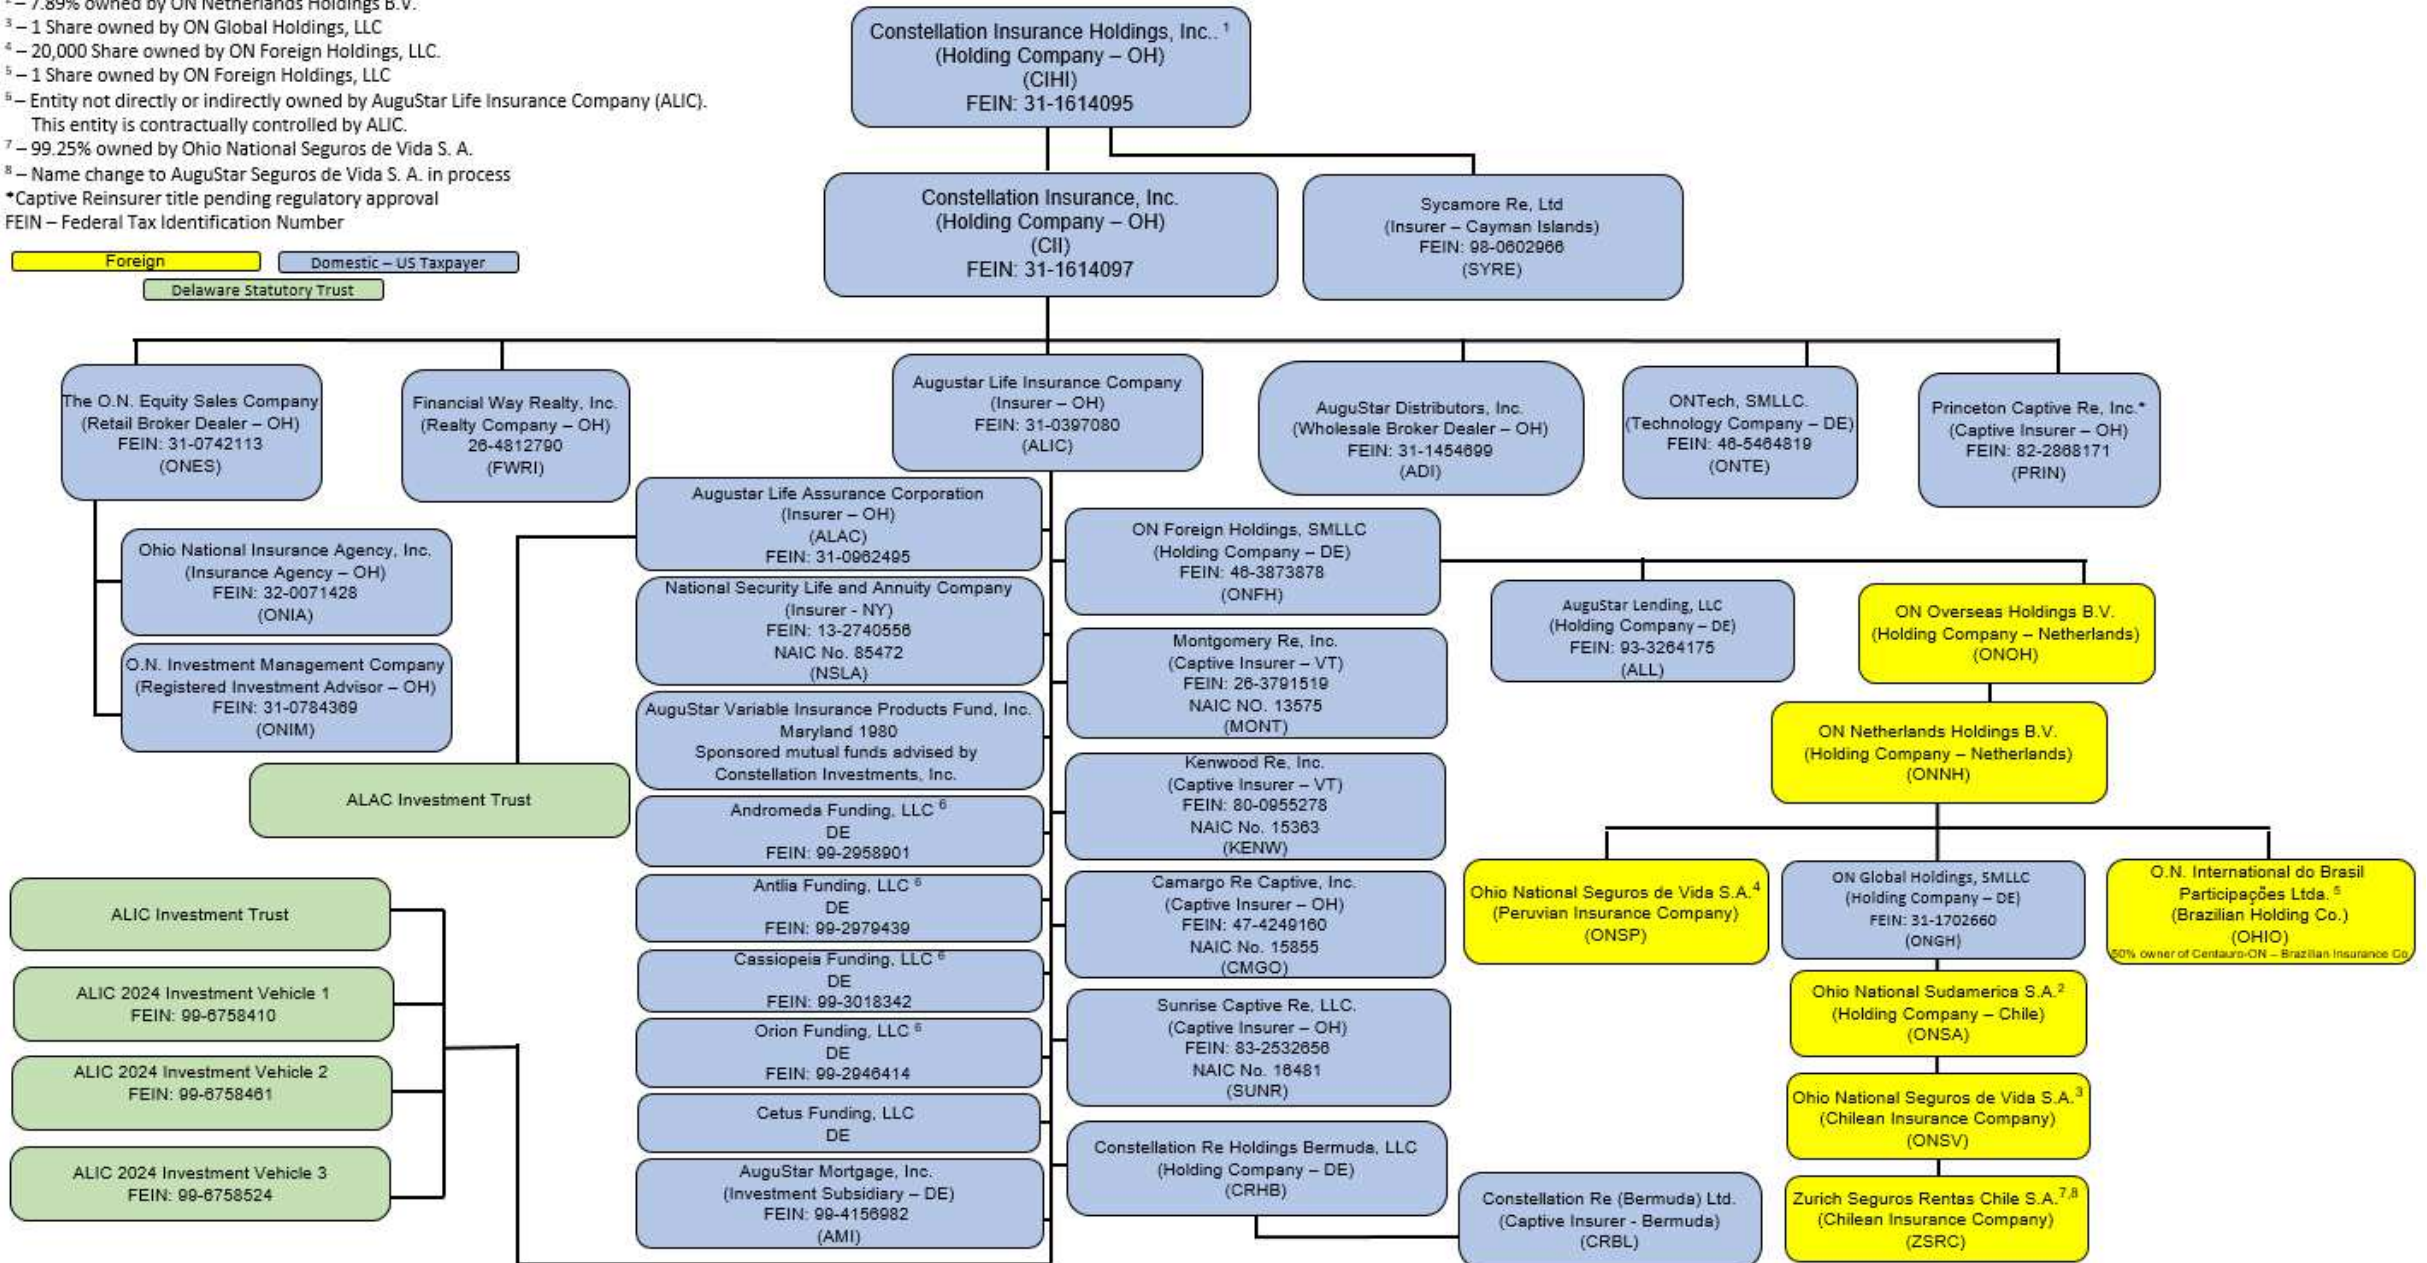 ² – 7.89% owned by ON Netherlands Holdings B.V.
³ – 1 Share owned by ON Global Holdings, LLC
⁴ – 20,000 Share owned by ON Foreign Holdings, LLC.
⁵ – 1 Share owned by ON Foreign Holdings, LLC
⁶ – Entity not directly or indirectly owned by AuguStar Life Insurance Company (ALIC).
This entity is contractually controlled by ALIC.
⁷ – 99.25% owned by Ohio National Seguros de Vida S. A.
⁸ – Name change to AuguStar Seguros de Vida S. A. in process
*Captive Reinsurer title pending regulatory approval
FEIN – Federal Tax Identification Number
Foreign
Domestic – US Taxpayer
Delaware Statutory Trust
Constellation Insurance Holdings, Inc.. ¹
(Holding Company – OH)
(CIHI)
FEIN: 31-1614095
Constellation Insurance, Inc.
(Holding Company – OH)
(CII)
FEIN: 31-1614097
Sycamore Re, Ltd
(Insurer – Cayman Islands)
FEIN: 98-0602966
(SYRE)
The O.N. Equity Sales Company
(Retail Broker Dealer – OH)
FEIN: 31-0742113
(ONES)
Financial Way Realty, Inc.
(Realty Company – OH)
26-4812790
(FWRI)
Augustar Life Insurance Company
(Insurer – OH)
FEIN: 31-0397080
(ALIC)
AuguStar Distributors, Inc.
(Wholesale Broker Dealer – OH)
FEIN: 31-1454699
(ADI)
ONTech, SMLLC.
(Technology Company – DE)
FEIN: 46-5464819
(ONTE)
Princeton Captive Re, Inc.*
(Captive Insurer – OH)
FEIN: 82-2868171
(PRIN)
Ohio National Insurance Agency, Inc.
(Insurance Agency – OH)
FEIN: 32-0071428
(ONIA)
O.N. Investment Management Company
(Registered Investment Advisor – OH)
FEIN: 31-0784369
(ONIM)
ALAC Investment Trust
ALIC Investment Trust
ALIC 2024 Investment Vehicle 1
FEIN: 99-6758410
ALIC 2024 Investment Vehicle 2
FEIN: 99-6758461
ALIC 2024 Investment Vehicle 3
FEIN: 99-6758524
Augustar Life Assurance Corporation
(Insurer – OH)
(ALAC)
FEIN: 31-0962495
National Security Life and Annuity Company
(Insurer - NY)
FEIN: 13-2740556
NAIC No. 85472
(NSLA)
AuguStar Variable Insurance Products Fund, Inc.
Maryland 1980
Sponsored mutual funds advised by
Constellation Investments, Inc.
Andromeda Funding, LLC ⁶
DE
FEIN: 99-2958901
Antlia Funding, LLC ⁶
DE
FEIN: 99-2979439
Cassiopeia Funding, LLC ⁶
DE
FEIN: 99-3018342
Orion Funding, LLC ⁶
DE
FEIN: 99-2946414
Cetus Funding, LLC
DE
AuguStar Mortgage, Inc.
(Investment Subsidiary – DE)
FEIN: 99-4156982
(AMI)
ON Foreign Holdings, SMLLC
(Holding Company – DE)
FEIN: 46-3873878
(ONFH)
Montgomery Re, Inc.
(Captive Insurer – VT)
FEIN: 26-3791519
NAIC NO. 13575
(MONT)
Kenwood Re, Inc.
(Captive Insurer – VT)
FEIN: 80-0955278
NAIC No. 15363
(KENW)
Camargo Re Captive, Inc.
(Captive Insurer – OH)
FEIN: 47-4249160
NAIC No. 15855
(CMGO)
Sunrise Captive Re, LLC.
(Captive Insurer – OH)
FEIN: 83-2532656
NAIC No. 16481
(SUNR)
Constellation Re Holdings Bermuda, LLC
(Holding Company – DE)
(CRHB)
Constellation Re (Bermuda) Ltd.
(Captive Insurer - Bermuda)
(CRBL)
AuguStar Lending, LLC
(Holding Company – DE)
FEIN: 93-3264175
(ALL)
ON Overseas Holdings B.V.
(Holding Company – Netherlands)
(ONOH)
ON Netherlands Holdings B.V.
(Holding Company – Netherlands)
(ONNH)
Ohio National Seguros de Vida S.A.⁴
(Peruvian Insurance Company)
(ONSP)
ON Global Holdings, SMLLC
(Holding Company – DE)
FEIN: 31-1702660
(ONGH)
O.N. International do Brasil
Participações Ltda. ⁵
(Brazilian Holding Co.)
(OHIO)
50% owner of Centauro-ON – Brazilian Insurance Co
Ohio National Sudamerica S.A.²
(Holding Company – Chile)
(ONSA)
Ohio National Seguros de Vida S.A.³
(Chilean Insurance Company)
(ONSV)
Zurich Seguros Rentas Chile S.A.⁷,⁸
(Chilean Insurance Company)
(ZSRC)